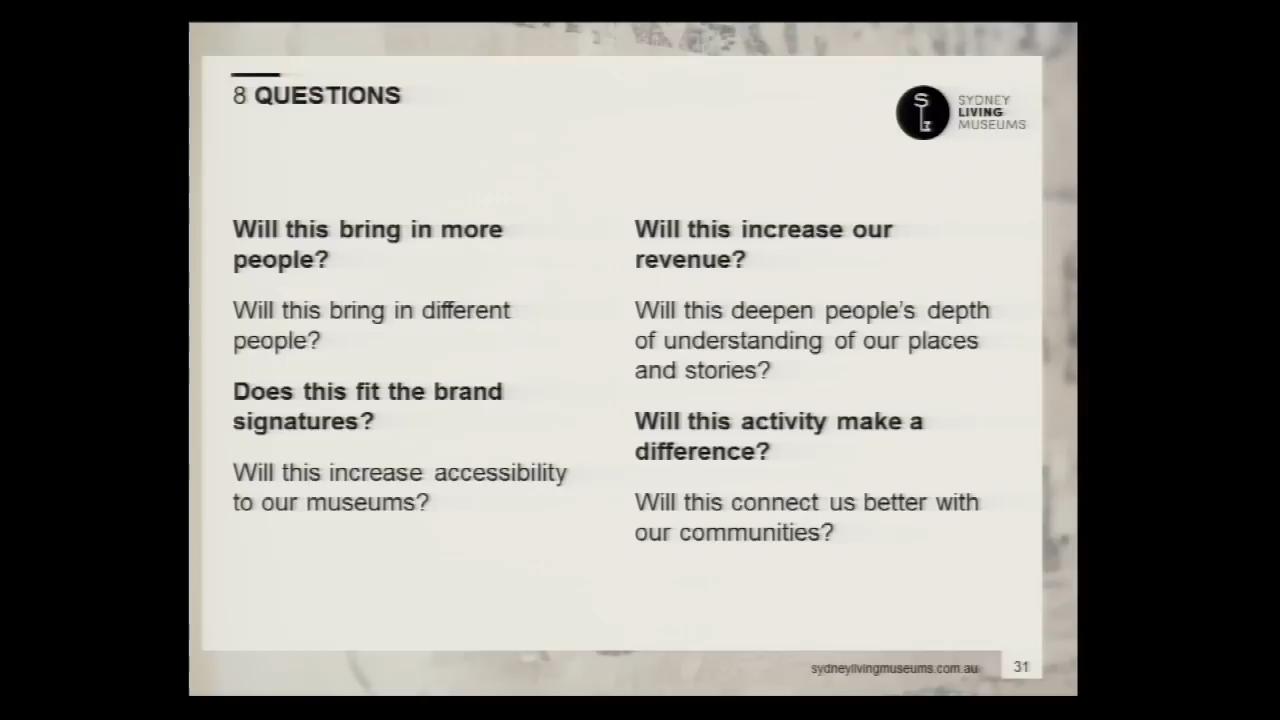 8 QUESTIONS
SYDNEY
LIVING
MUSEUMS
Will this bring in more
people?
Will this bring in different
people?
Does this fit the brand
signatures?
Will this increase accessibility
to our museums?
Will this increase our
revenue?
Will this deepen people's depth
of understanding of our places
and stories?
Will this activity make a
difference?
Will this connect us better with
our communities?
sydneylivingmuseums.com.au
31